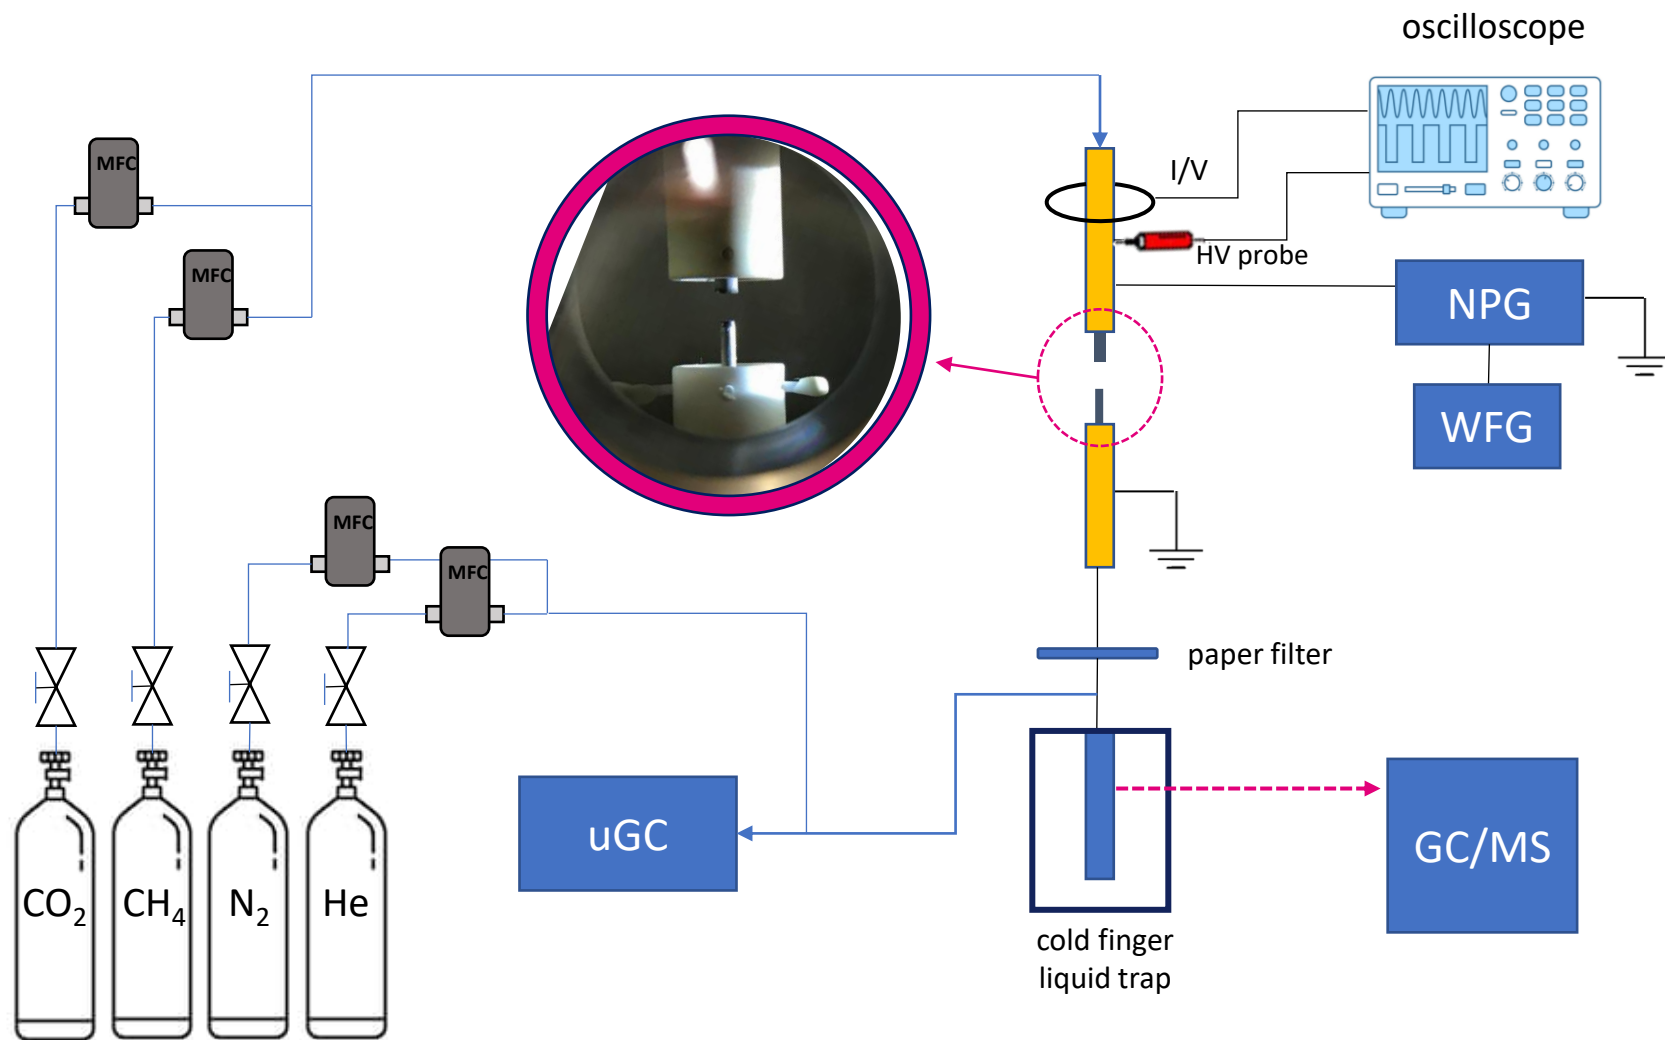 oscilloscope
MFC
I/V
HV probe
MFC
NPG
WFG
MFC
MFC
paper filter
uGC
GC/MS
CO₂
CH₄
N₂
He
cold finger
liquid trap